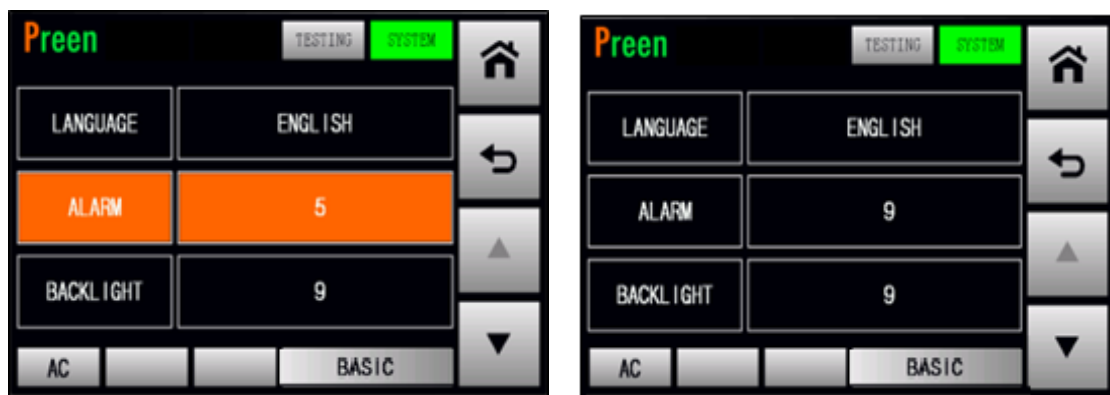 Preen TESTING SYSTEM
LANGUAGE ENGLISH
ALARM 5
BACKLIGHT 9
AC BASIC
Preen TESTING SYSTEM
LANGUAGE ENGLISH
ALARM 9
BACKLIGHT 9
AC BASIC